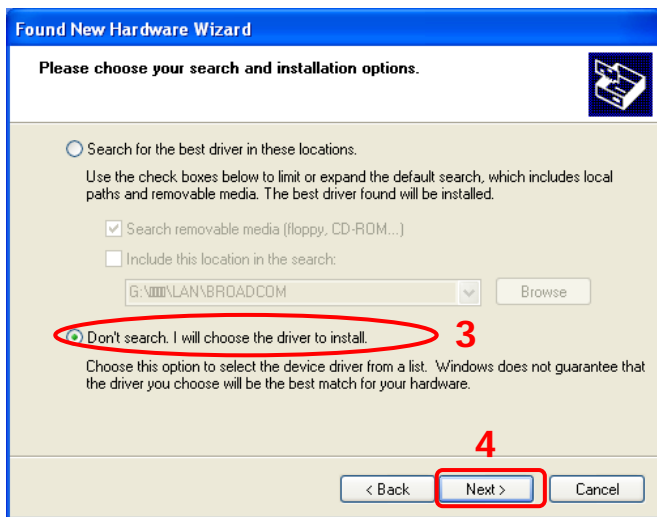 Found New Hardware Wizard
Please choose your search and installation options.
Search for the best driver in these locations.
Use the check boxes below to limit or expand the default search, which includes local
paths and removable media. The best driver found will be installed.
Search removable media (floppy, CD-ROM...)
Include this location in the search:
G:\□□□□\LAN\BROADCOM
Browse
Don't search. I will choose the driver to install.
3
Choose this option to select the device driver from a list. Windows does not guarantee that
the driver you choose will be the best match for your hardware.
4
< Back
Next >
Cancel